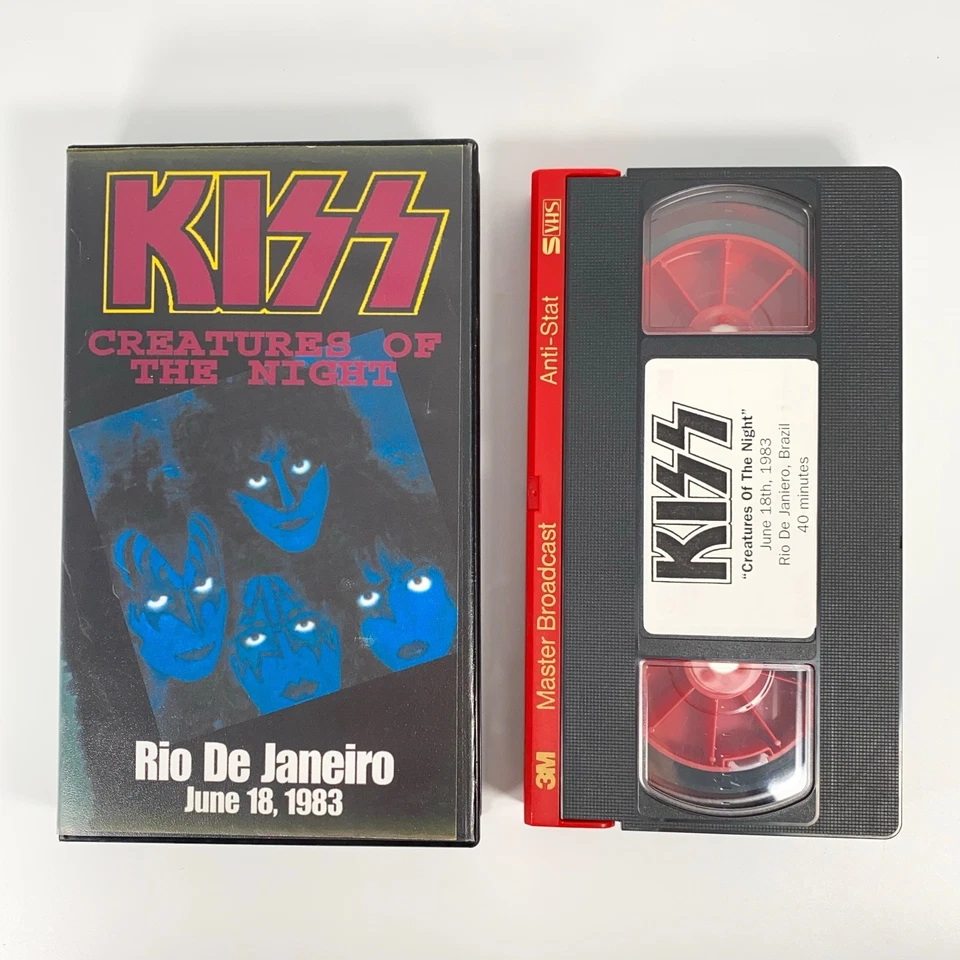 KISS
CREATURES OF
THE NIGHT
Rio De Janeiro
June 18, 1983
3M Master Broadcast Anti-Stat SVHS
KISS
"Creatures Of The Night"
June 18th, 1983
Rio De Janiero, Brazil
40 minutes